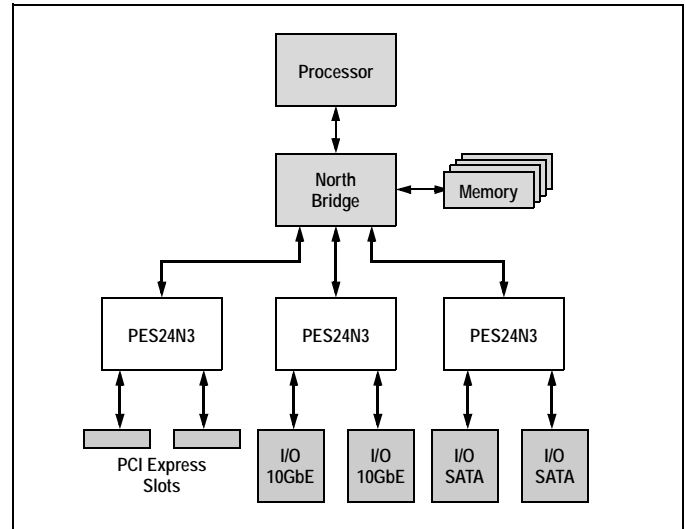 Processor
North
Bridge
Memory
PES24N3
PES24N3
PES24N3
PCI Express
Slots
I/O
10GbE
I/O
10GbE
I/O
SATA
I/O
SATA